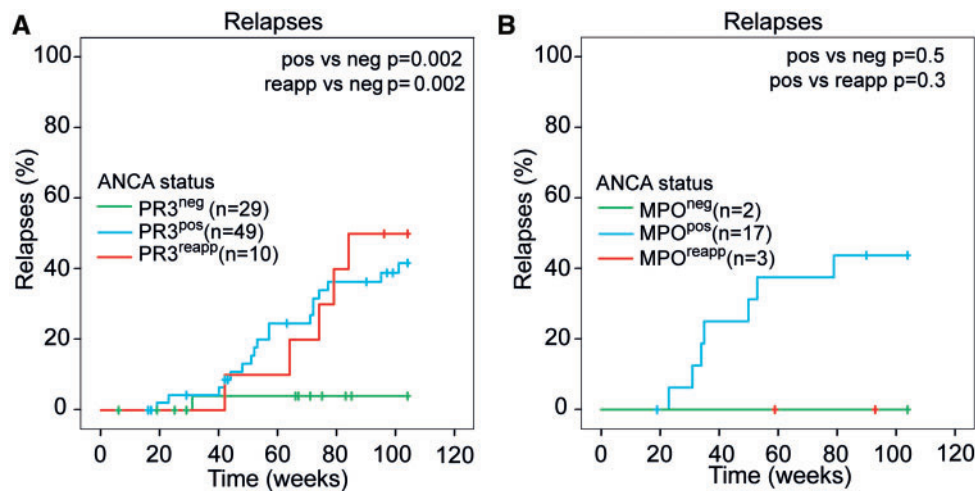 A
Relapses
pos vs neg p=0.002
reapp vs neg p= 0.002
100
80
60
40
20
0
Relapses (%)
ANCA status
PR3neg (n=29)
PR3pos (n=49)
PR3reapp (n=10)
0 20 40 60 80 100 120
Time (weeks)
B
Relapses
pos vs neg p=0.5
pos vs reapp p=0.3
100
80
60
40
20
0
Relapses (%)
ANCA status
MPOneg (n=2)
MPOpos (n=17)
MPOreapp (n=3)
0 20 40 60 80 100 120
Time (weeks)